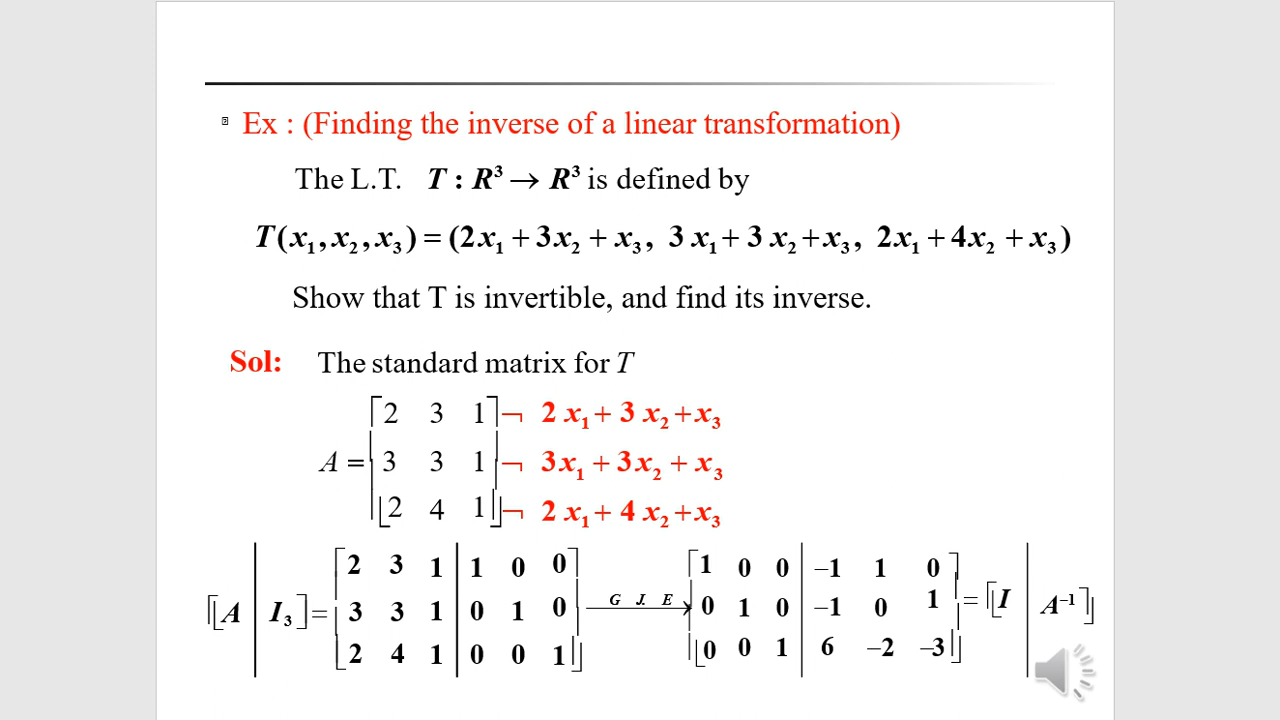 Ex : (Finding the inverse of a linear transformation)
The L.T. T : R³ → R³ is defined by
T(x₁, x₂, x₃) = (2x₁ + 3x₂ + x₃, 3x₁ + 3x₂ + x₃, 2x₁ + 4x₂ + x₃)
Show that T is invertible, and find its inverse.
Sol: The standard matrix for T
⎡2 3 1⎤¬ 2x₁ + 3x₂ + x₃
A = |3 3 1|¬ 3x₁ + 3x₂ + x₃
⎣2 4 1⎦¬ 2x₁ + 4x₂ + x₃
⎡2 3 1 | 1 0 0⎤ ⎡1 0 0 | −1 1 0⎤
[A | I₃] = |3 3 1 | 0 1 0| G. J. E → |0 1 0 | −1 0 1| = [I | A⁻¹]
⎣2 4 1 | 0 0 1⎦ ⎣0 0 1 | 6 −2 −3⎦